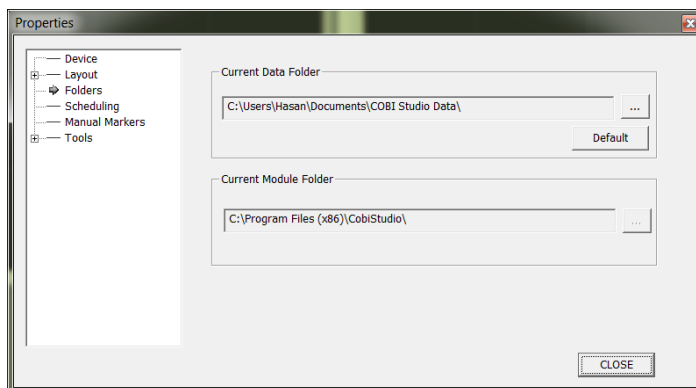 Properties
Device
Layout
Folders
Scheduling
Manual Markers
Tools
Current Data Folder
C:\Users\Hasan\Documents\COBI Studio Data\
...
Default
Current Module Folder
C:\Program Files (x86)\CobiStudio\
...
CLOSE